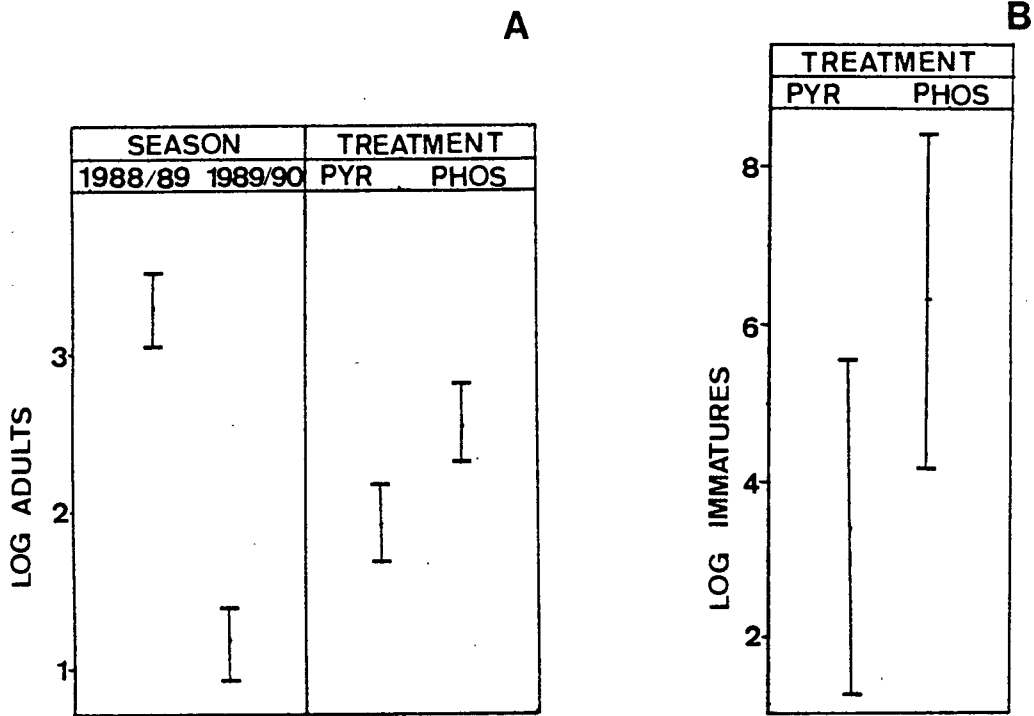 A
SEASON TREATMENT
1988/89 1989/90 PYR PHOS
3
2
1
LOG ADULTS
B
TREATMENT
PYR PHOS
8
6
4
2
LOG IMMATURES